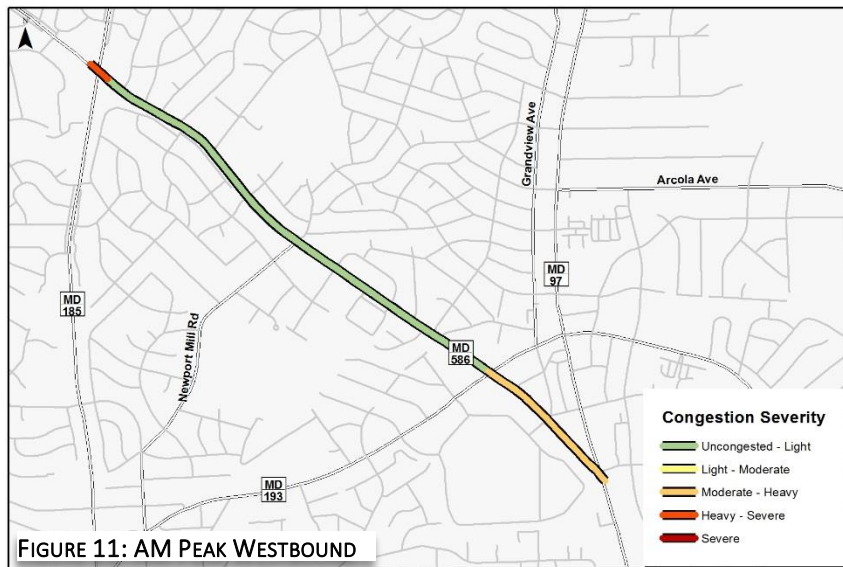 N
Grandview Ave
Arcola Ave
MD
97
MD
185
Newport Mill Rd
MD
586
MD
193
Congestion Severity
Uncongested - Light
Light - Moderate
Moderate - Heavy
Heavy - Severe
Severe
FIGURE 11: AM PEAK WESTBOUND